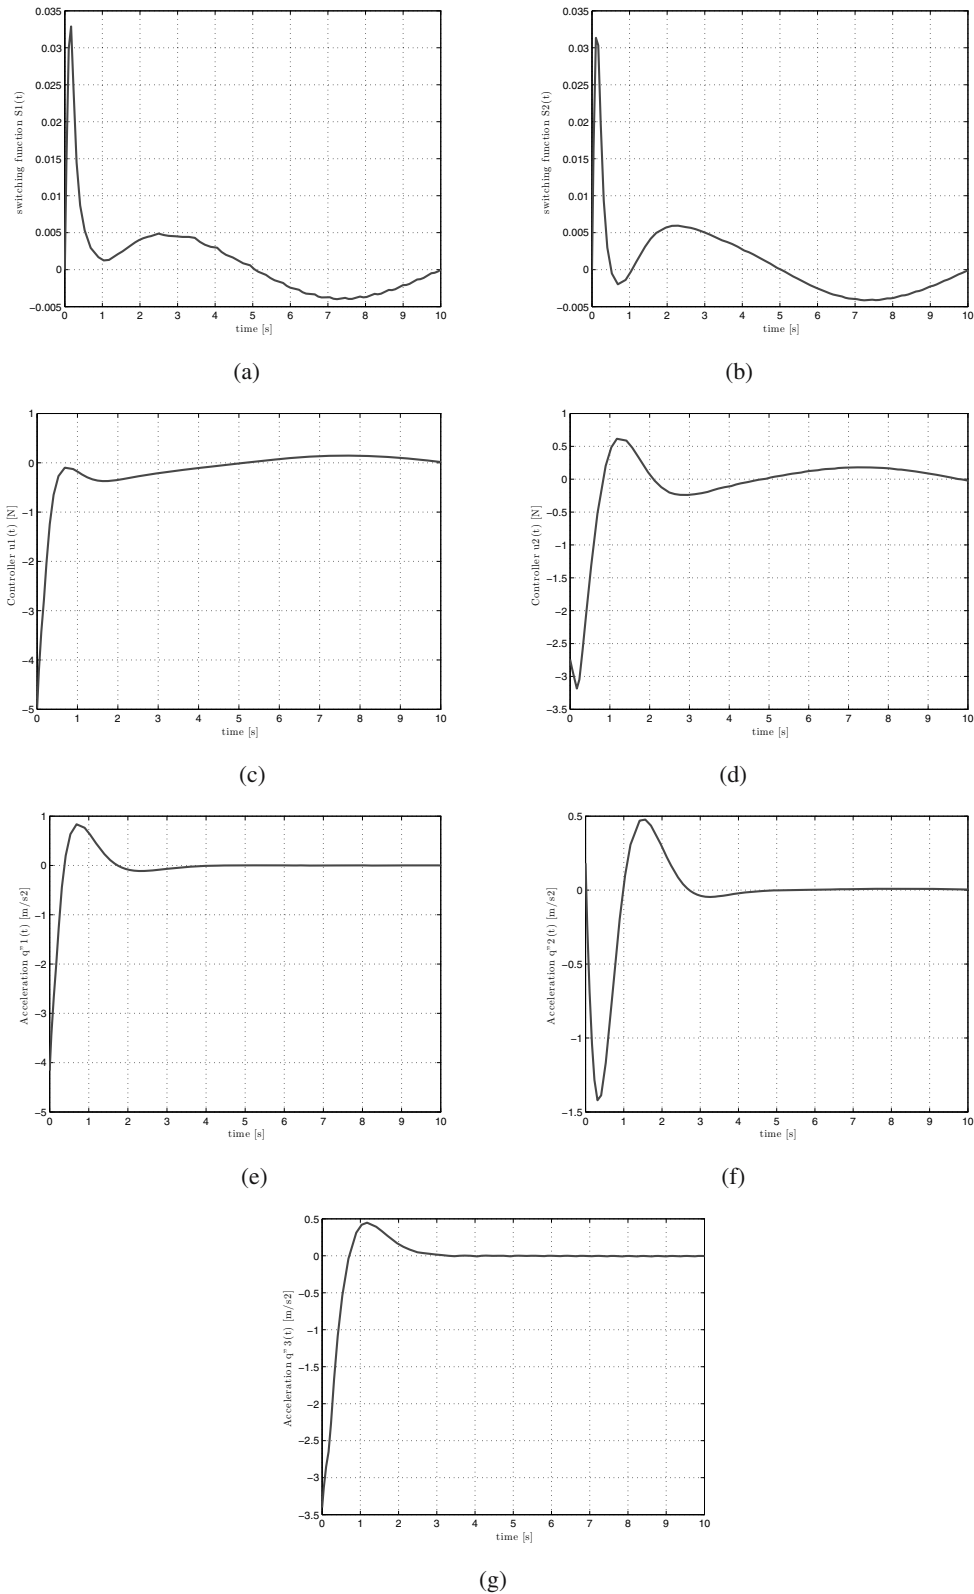 0.035
0.03
0.025
0.02
0.015
0.01
0.005
0
−0.005
switching function S1(t)
0 1 2 3 4 5 6 7 8 9 10
time [s]
(a)
0.035
0.03
0.025
0.02
0.015
0.01
0.005
0
−0.005
switching function S2(t)
0 1 2 3 4 5 6 7 8 9 10
time [s]
(b)
1
0
−1
−2
−3
−4
−5
Controller u1(t) [N]
0 1 2 3 4 5 6 7 8 9 10
time [s]
(c)
1
0.5
0
−0.5
−1
−1.5
−2
−2.5
−3
−3.5
Controller u2(t) [N]
0 1 2 3 4 5 6 7 8 9 10
time [s]
(d)
1
0
−1
−2
−3
−4
−5
Acceleration q”1(t) [m/s2]
0 1 2 3 4 5 6 7 8 9 10
time [s]
(e)
0.5
0
−0.5
−1
−1.5
Acceleration q”2(t) [m/s2]
0 1 2 3 4 5 6 7 8 9 10
time [s]
(f)
0.5
0
−0.5
−1
−1.5
−2
−2.5
−3
−3.5
Acceleration q”3(t) [m/s2]
0 1 2 3 4 5 6 7 8 9 10
time [s]
(g)